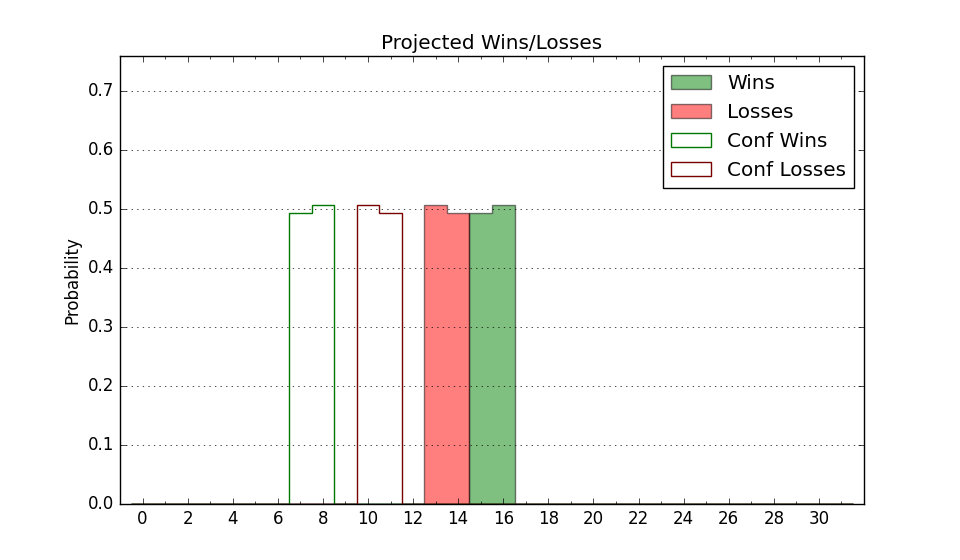 Projected Wins/Losses
Wins
Losses
Conf Wins
Conf Losses
Probability
0.7
0.6
0.5
0.4
0.3
0.2
0.1
0.0
0 2 4 6 8 10 12 14 16 18 20 22 24 26 28 30